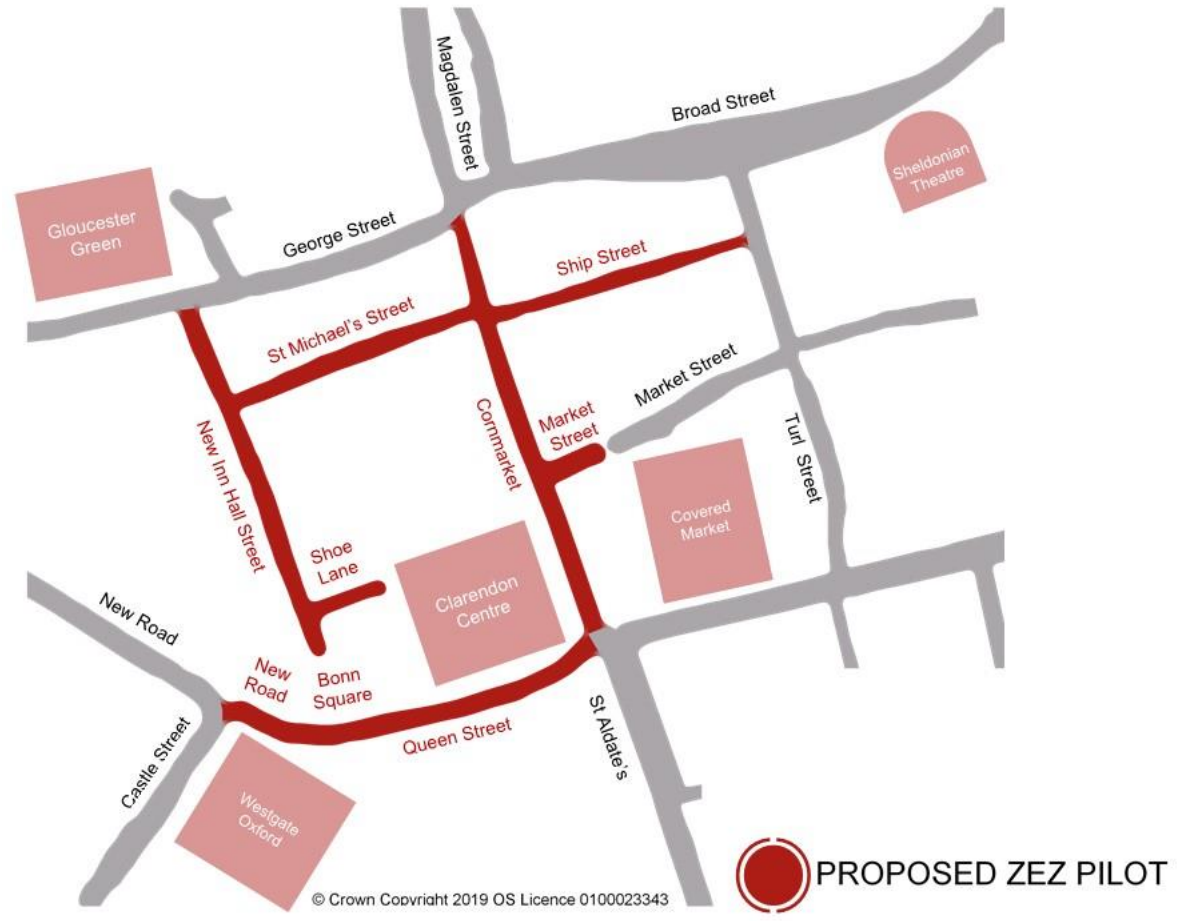 Magdalen Street
Broad Street
Sheldonian
Theatre
Gloucester
Green
George Street
Ship Street
St Michael's Street
Market Street
Market
Street
Cornmarket
Turl Street
New Inn Hall Street
Covered
Market
Shoe
Lane
Clarendon
Centre
New Road
New
Road
Bonn
Square
St Aldate's
Queen Street
Castle Street
Westgate
Oxford
PROPOSED ZEZ PILOT
© Crown Copyright 2019 OS Licence 0100023343